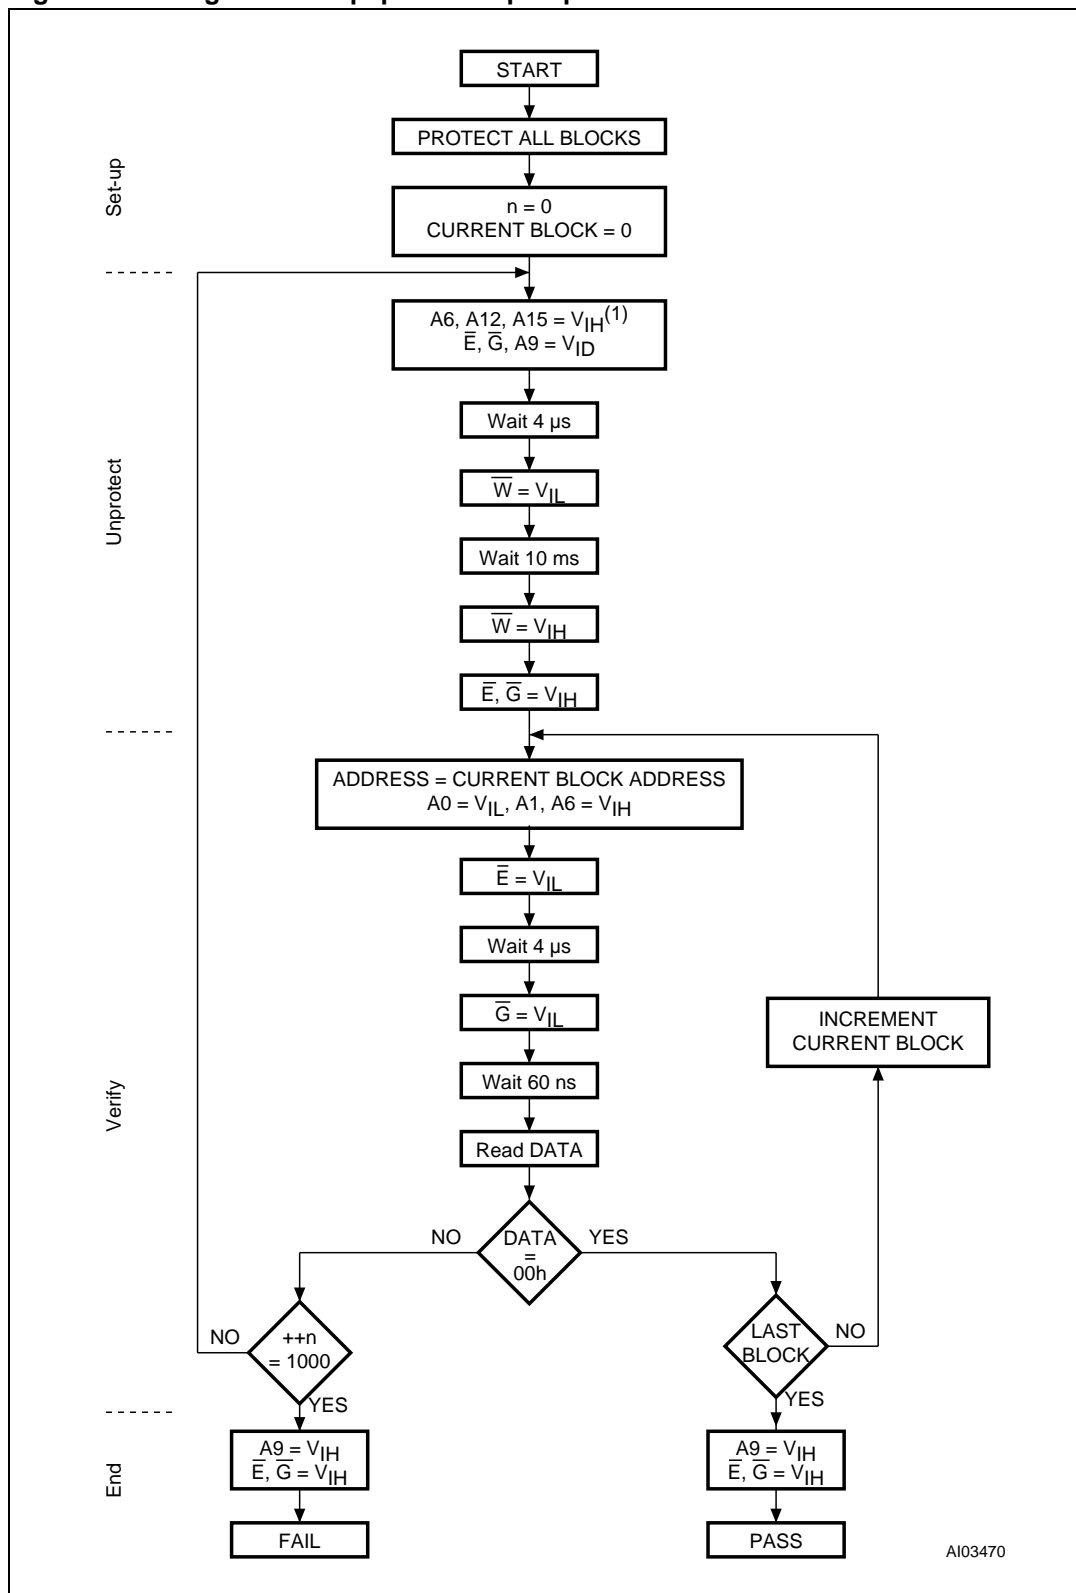 START
PROTECT ALL BLOCKS
Set-up
n = 0
CURRENT BLOCK = 0
A6, A12, A15 = VIH(1)
E̅, G̅, A9 = VID
Wait 4 µs
Unprotect
W̅ = VIL
Wait 10 ms
W̅ = VIH
E̅, G̅ = VIH
ADDRESS = CURRENT BLOCK ADDRESS
A0 = VIL, A1, A6 = VIH
E̅ = VIL
Wait 4 µs
G̅ = VIL
INCREMENT
CURRENT BLOCK
Wait 60 ns
Verify
Read DATA
NO
DATA
=
00h
YES
NO
++n
= 1000
YES
LAST
BLOCK
NO
YES
End
A9 = VIH
E̅, G̅ = VIH
A9 = VIH
E̅, G̅ = VIH
FAIL
PASS
AI03470